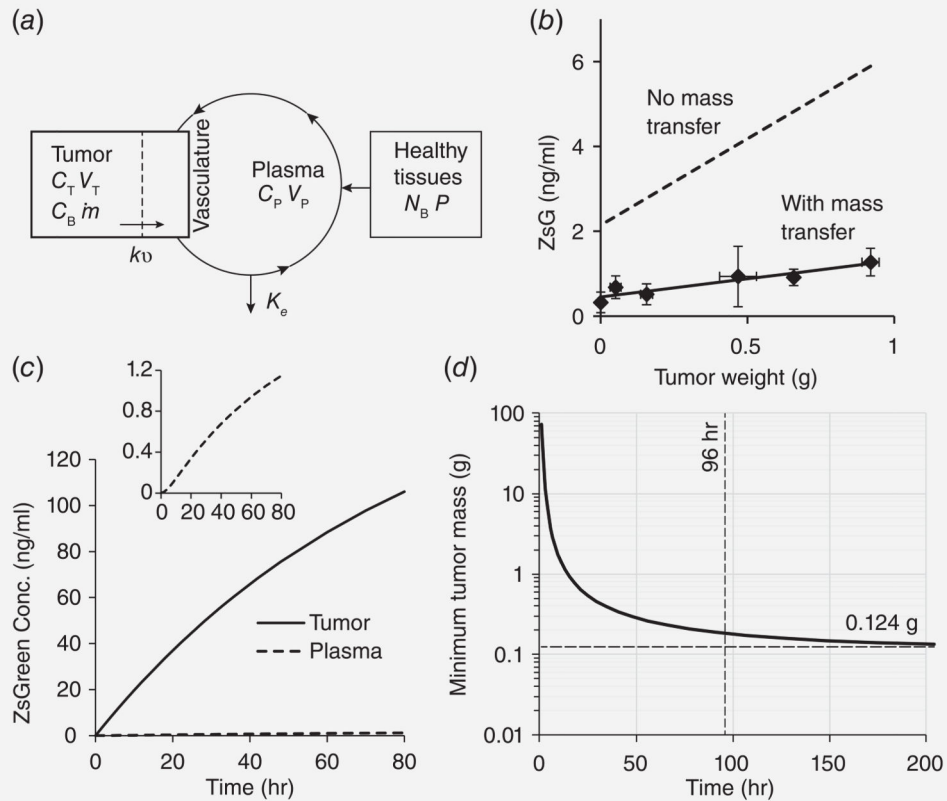 (a)
Tumor
C_T V_T
C_B ṁ
kυ
Vasculature
Plasma
C_P V_P
K_e
Healthy
tissues
N_B P
(b)
ZsG (ng/ml)
6
4
2
0
No mass
transfer
With mass
transfer
0 0.5 1
Tumor weight (g)
(c)
1.2
0.8
0.4
0
0 20 40 60 80
ZsGreen Conc. (ng/ml)
120
100
80
60
40
20
0
Tumor
Plasma
0 20 40 60 80
Time (hr)
(d)
Minimum tumor mass (g)
100
10
1
0.1
0.01
96 hr
0.124 g
0 50 100 150 200
Time (hr)